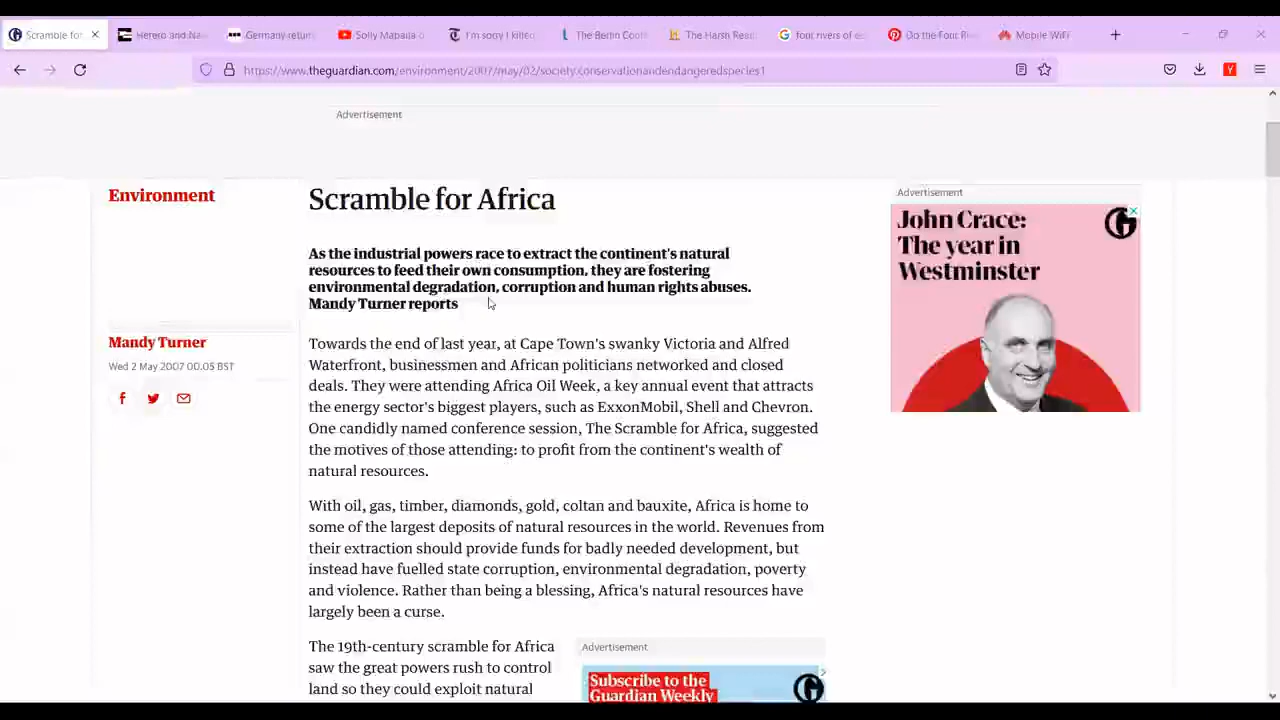 Scramble for
Herero and Na
Germany return
Solly Mapaila o
I'm sorry I killed
The Berlin Conf
The Harsh Rea
four rivers of e
Do the Four Riv
Mobile WiFi
https://www.theguardian.com/environment/2007/may/02/society.conservationandendangeredspecies1
Advertisement
Environment
Scramble for Africa
Advertisement
John Crace:
The year in
Westminster
As the industrial powers race to extract the continent's natural
resources to feed their own consumption, they are fostering
environmental degradation, corruption and human rights abuses.
Mandy Turner reports
Mandy Turner
Wed 2 May 2007 00.05 BST
Towards the end of last year, at Cape Town's swanky Victoria and Alfred
Waterfront, businessmen and African politicians networked and closed
deals. They were attending Africa Oil Week, a key annual event that attracts
the energy sector's biggest players, such as ExxonMobil, Shell and Chevron.
One candidly named conference session, The Scramble for Africa, suggested
the motives of those attending: to profit from the continent's wealth of
natural resources.
With oil, gas, timber, diamonds, gold, coltan and bauxite, Africa is home to
some of the largest deposits of natural resources in the world. Revenues from
their extraction should provide funds for badly needed development, but
instead have fuelled state corruption, environmental degradation, poverty
and violence. Rather than being a blessing, Africa's natural resources have
largely been a curse.
The 19th-century scramble for Africa
saw the great powers rush to control
land so they could exploit natural
Advertisement
Subscribe to the
Guardian Weekly